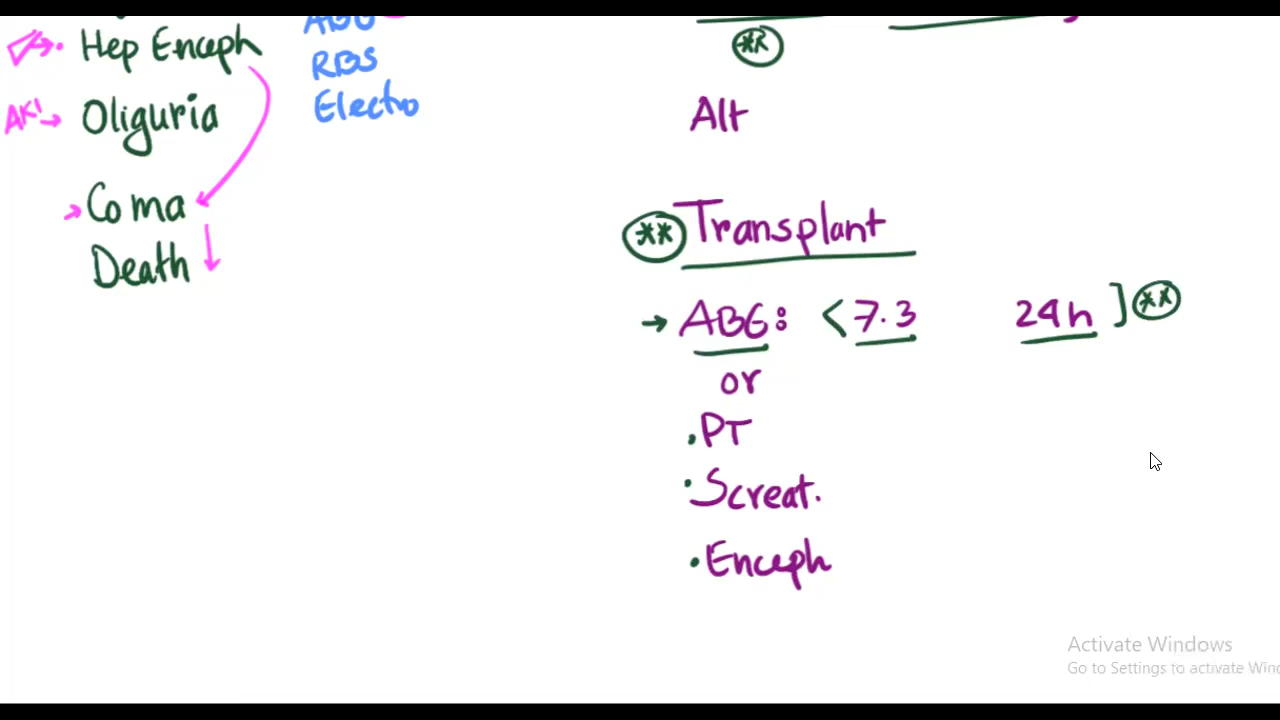 Hep Enceph
AKI → Oliguria
Coma
Death
RBS
Electro
**
Alt
** Transplant
→ ABG: < 7.3 24h ] **
or
. PT
. Screat.
. Enceph
Activate Windows
Go to Settings to activate Win